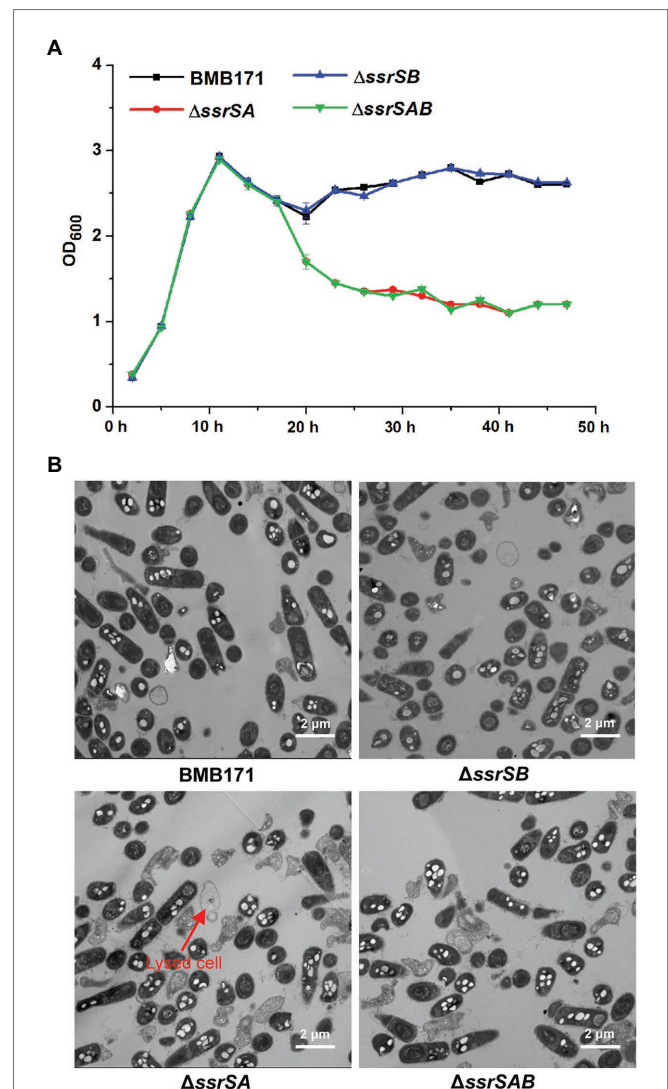 A
BMB171
ΔssrSB
ΔssrSA
ΔssrSAB
4
3
2
1
0
OD600
0 h
10 h
20 h
30 h
40 h
50 h
B
2 μm
2 μm
BMB171
ΔssrSB
Lysed cell
2 μm
2 μm
ΔssrSA
ΔssrSAB